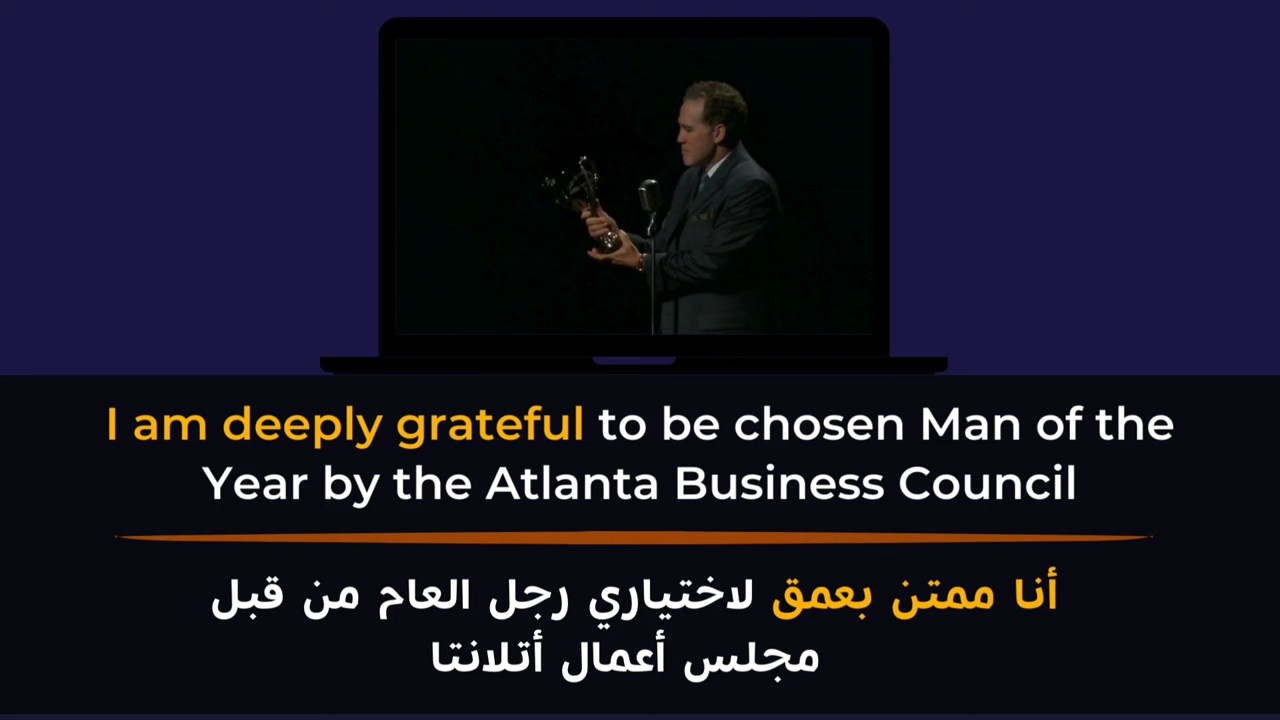 I am deeply grateful to be chosen Man of the
Year by the Atlanta Business Council
أنا ممتن بعمق لاختياري رجل العام من قبل
مجلس أعمال أتلانتا